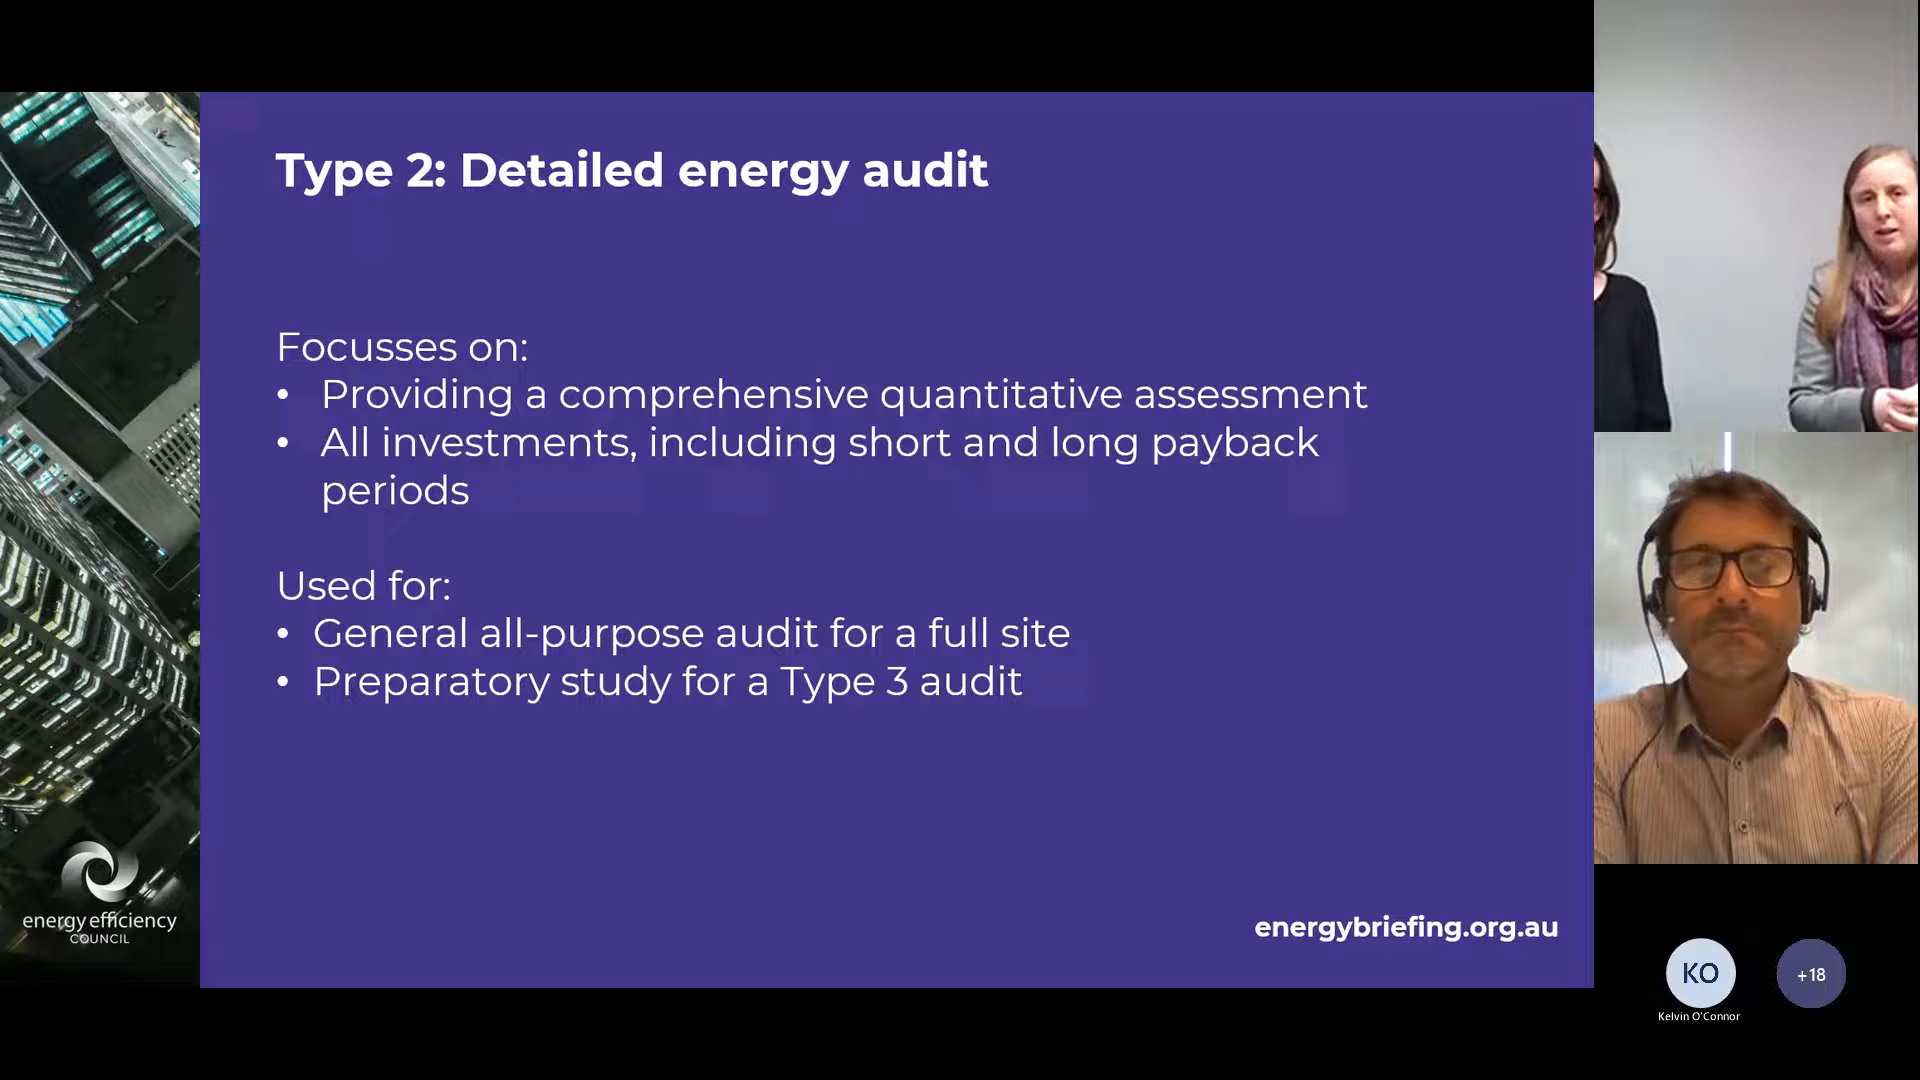 Type 2: Detailed energy audit
Focusses on:
• Providing a comprehensive quantitative assessment
• All investments, including short and long payback
periods
Used for:
• General all-purpose audit for a full site
• Preparatory study for a Type 3 audit
energy efficiency
COUNCIL
energybriefing.org.au
KO
+18
Kelvin O'Connor